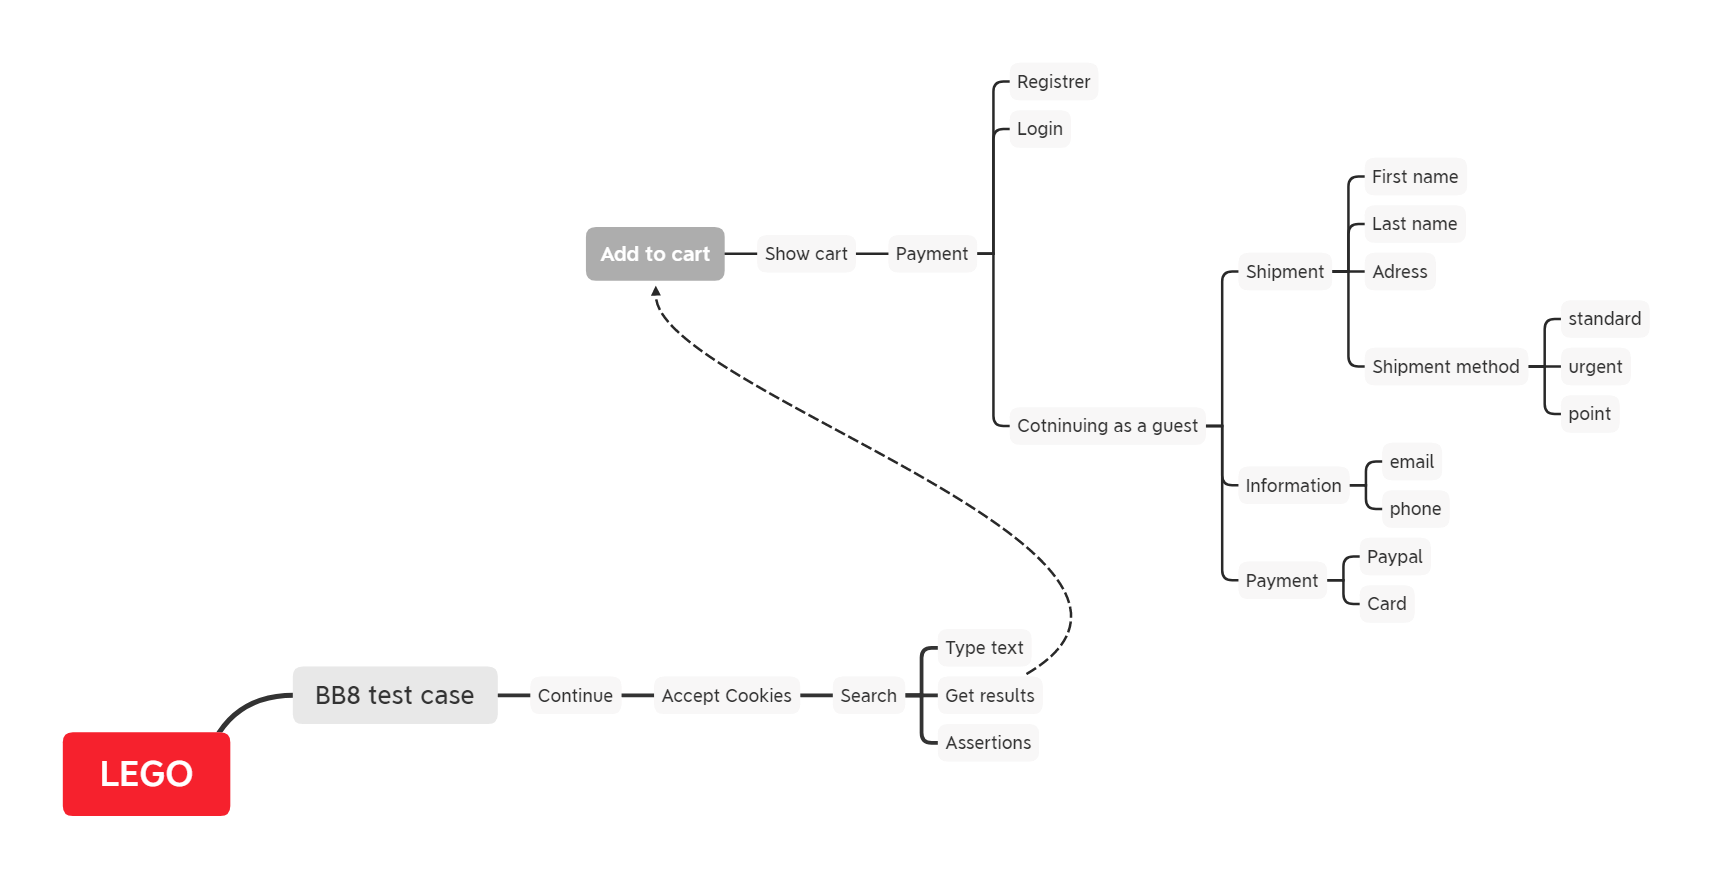 Registrer
Login
First name
Last name
Add to cart
Show cart
Payment
Shipment
Adress
standard
Shipment method
urgent
point
Cotninuing as a guest
email
Information
phone
Paypal
Payment
Card
Type text
BB8 test case
Continue
Accept Cookies
Search
Get results
Assertions
LEGO